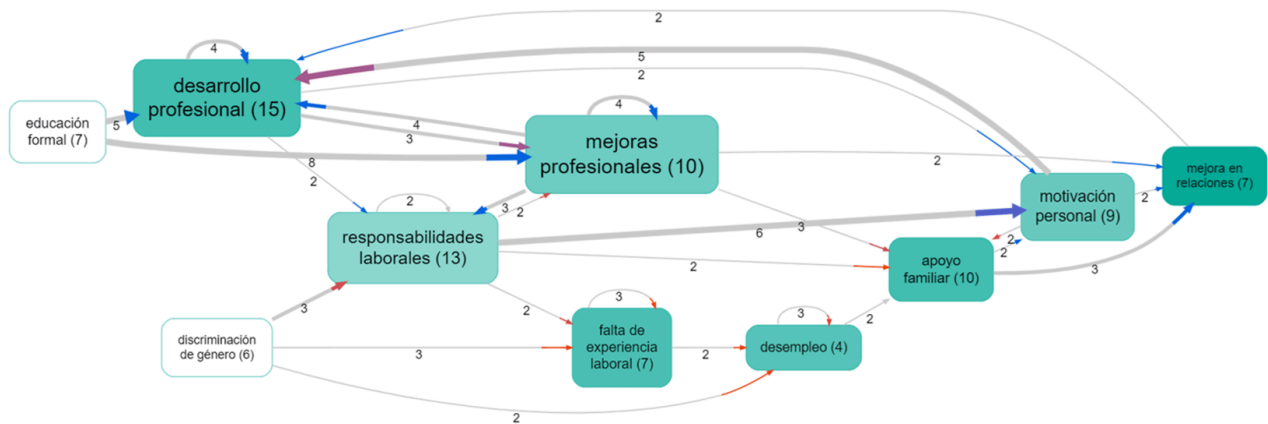 2
4
5
desarrollo
profesional (15)
2
educación
formal (7)
5
4
4
3
mejoras
profesionales (10)
8
2
2
mejora en
relaciones (7)
2
3
2
2
motivación
personal (9)
2
responsabilidades
laborales (13)
3
6
2
2
apoyo
familiar (10)
2
3
3
2
3
3
2
discriminación
de género (6)
falta de
experiencia
laboral (7)
3
2
desempleo (4)
2